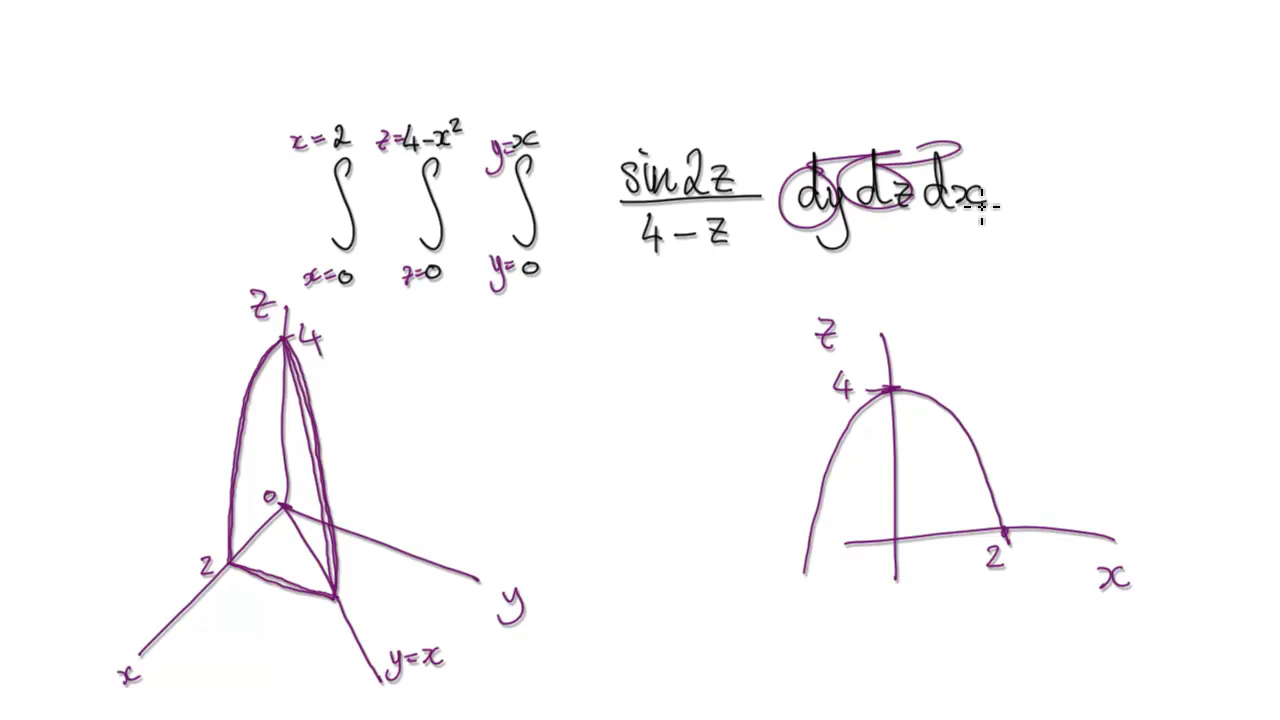 x=2 z=4-x² y=x
∫ ∫ ∫ sin2z / 4-z dy dz dx
x=0 z=0 y=0
z
4
0
2
x
y
y=x
z
4
2
x